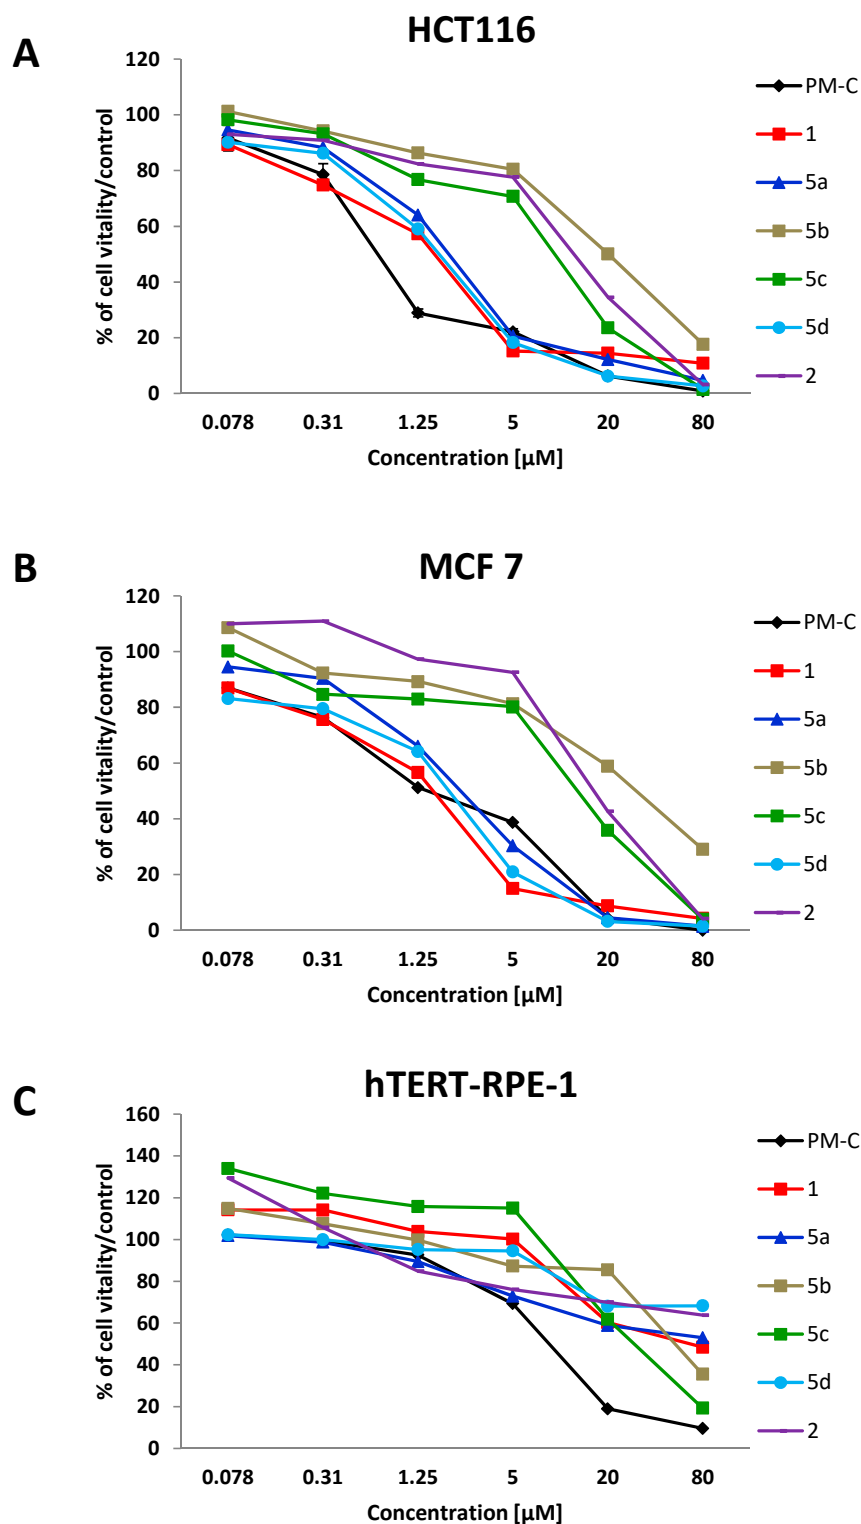 A
HCT116
120
100
80
60
40
20
0
% of cell vitality/control
0.078 0.31 1.25 5 20 80
Concentration [µM]
PM-C
1
5a
5b
5c
5d
2
B
MCF 7
120
100
80
60
40
20
0
% of cell vitality/control
0.078 0.31 1.25 5 20 80
Concentration [µM]
PM-C
1
5a
5b
5c
5d
2
C
hTERT-RPE-1
160
140
120
100
80
60
40
20
0
% of cell vitality/control
0.078 0.31 1.25 5 20 80
Concentration [µM]
PM-C
1
5a
5b
5c
5d
2